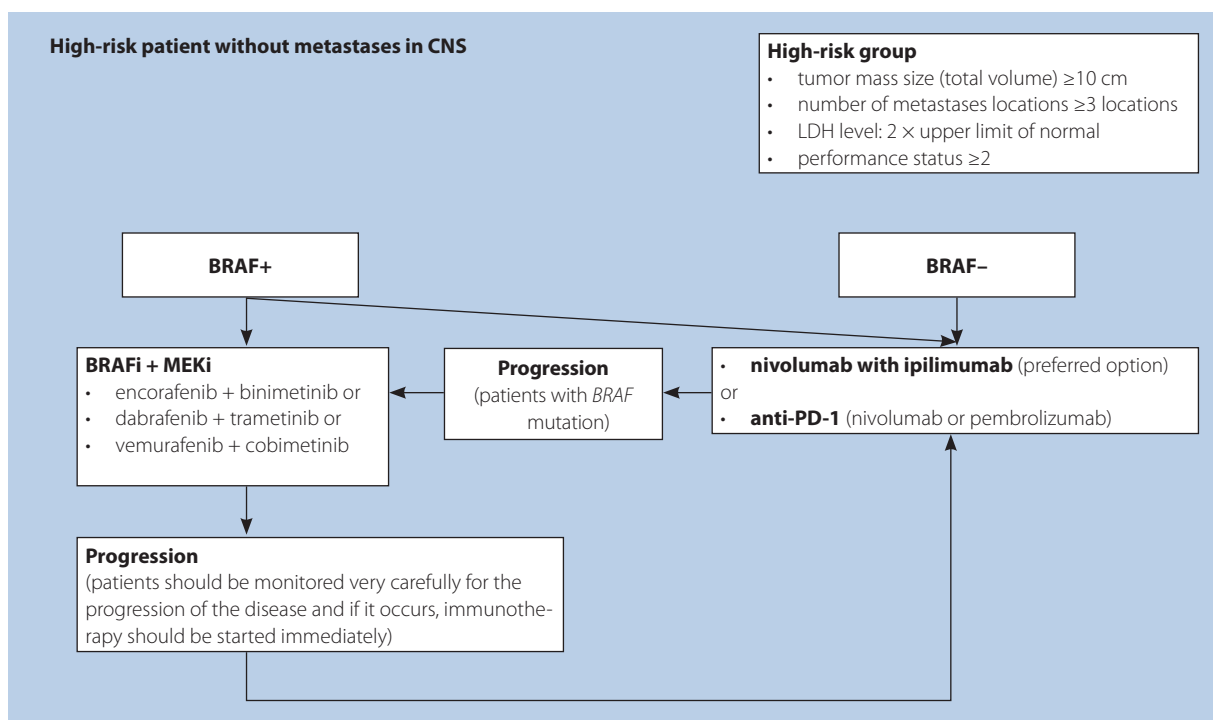 High-risk patient without metastases in CNS
High-risk group
• tumor mass size (total volume) ≥10 cm
• number of metastases locations ≥3 locations
• LDH level: 2 × upper limit of normal
• performance status ≥2
BRAF+
BRAF–
BRAFi + MEKi
• encorafenib + binimetinib or
• dabrafenib + trametinib or
• vemurafenib + cobimetinib
Progression
(patients with BRAF
mutation)
• nivolumab with ipilimumab (preferred option)
or
• anti-PD-1 (nivolumab or pembrolizumab)
Progression
(patients should be monitored very carefully for the
progression of the disease and if it occurs, immunothe-
rapy should be started immediately)